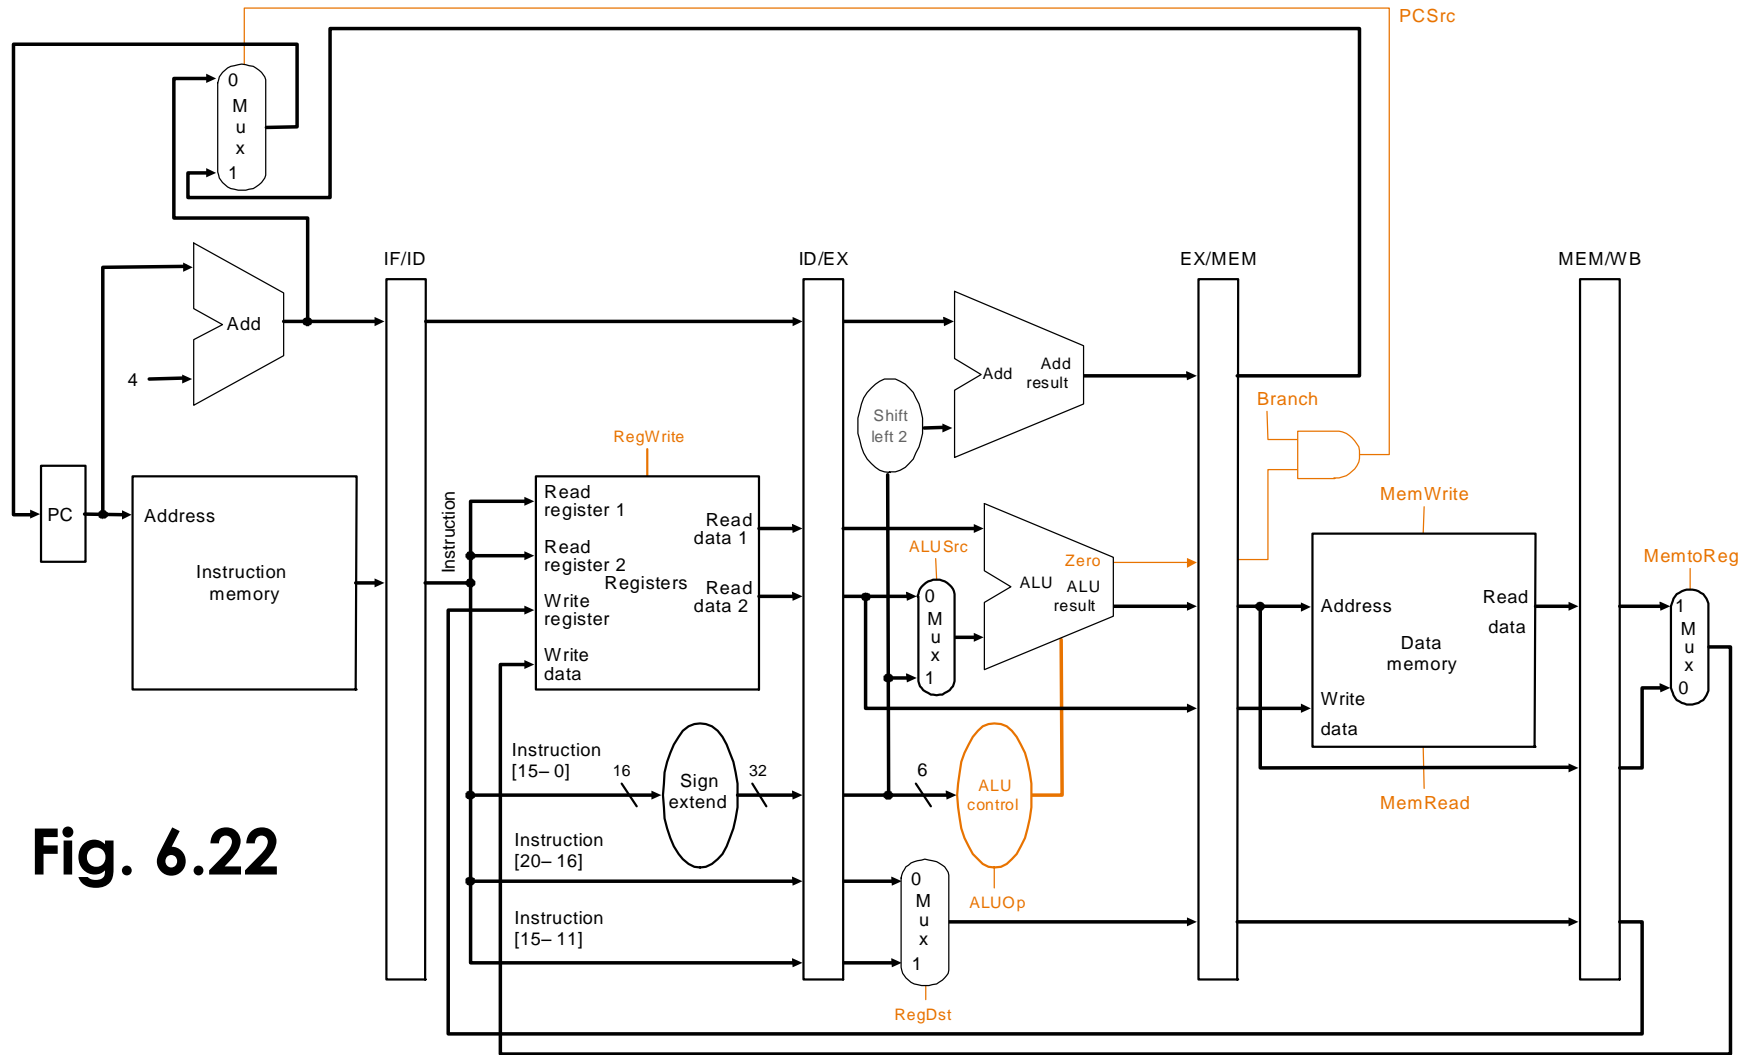 PCSrc
0
M
u
x
1
IF/ID
ID/EX
EX/MEM
MEM/WB
Add
4
Add
Add
result
Shift
left 2
Branch
RegWrite
PC
Address
Instruction
memory
Instruction
Read
register 1
Read
register 2
Write
register
Write
data
Registers
Read
data 1
Read
data 2
ALUSrc
0
M
u
x
1
Zero
ALU
ALU
result
MemWrite
Address
Read
data
Data
memory
Write
data
MemRead
MemtoReg
1
M
u
x
0
Instruction
[15– 0]
16
Sign
extend
32
6
ALU
control
ALUOp
Instruction
[20– 16]
Instruction
[15– 11]
0
M
u
x
1
RegDst
Fig. 6.22